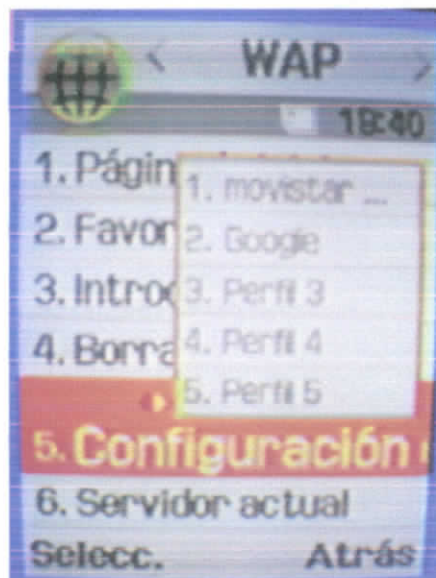 WAP
18:40
1. Págin
2. Favor
3. Introd
4. Borra
1. movistar ...
2. Google
3. Perfil 3
4. Perfil 4
5. Perfil 5
5. Configuración
6. Servidor actual
Selecc. Atrás